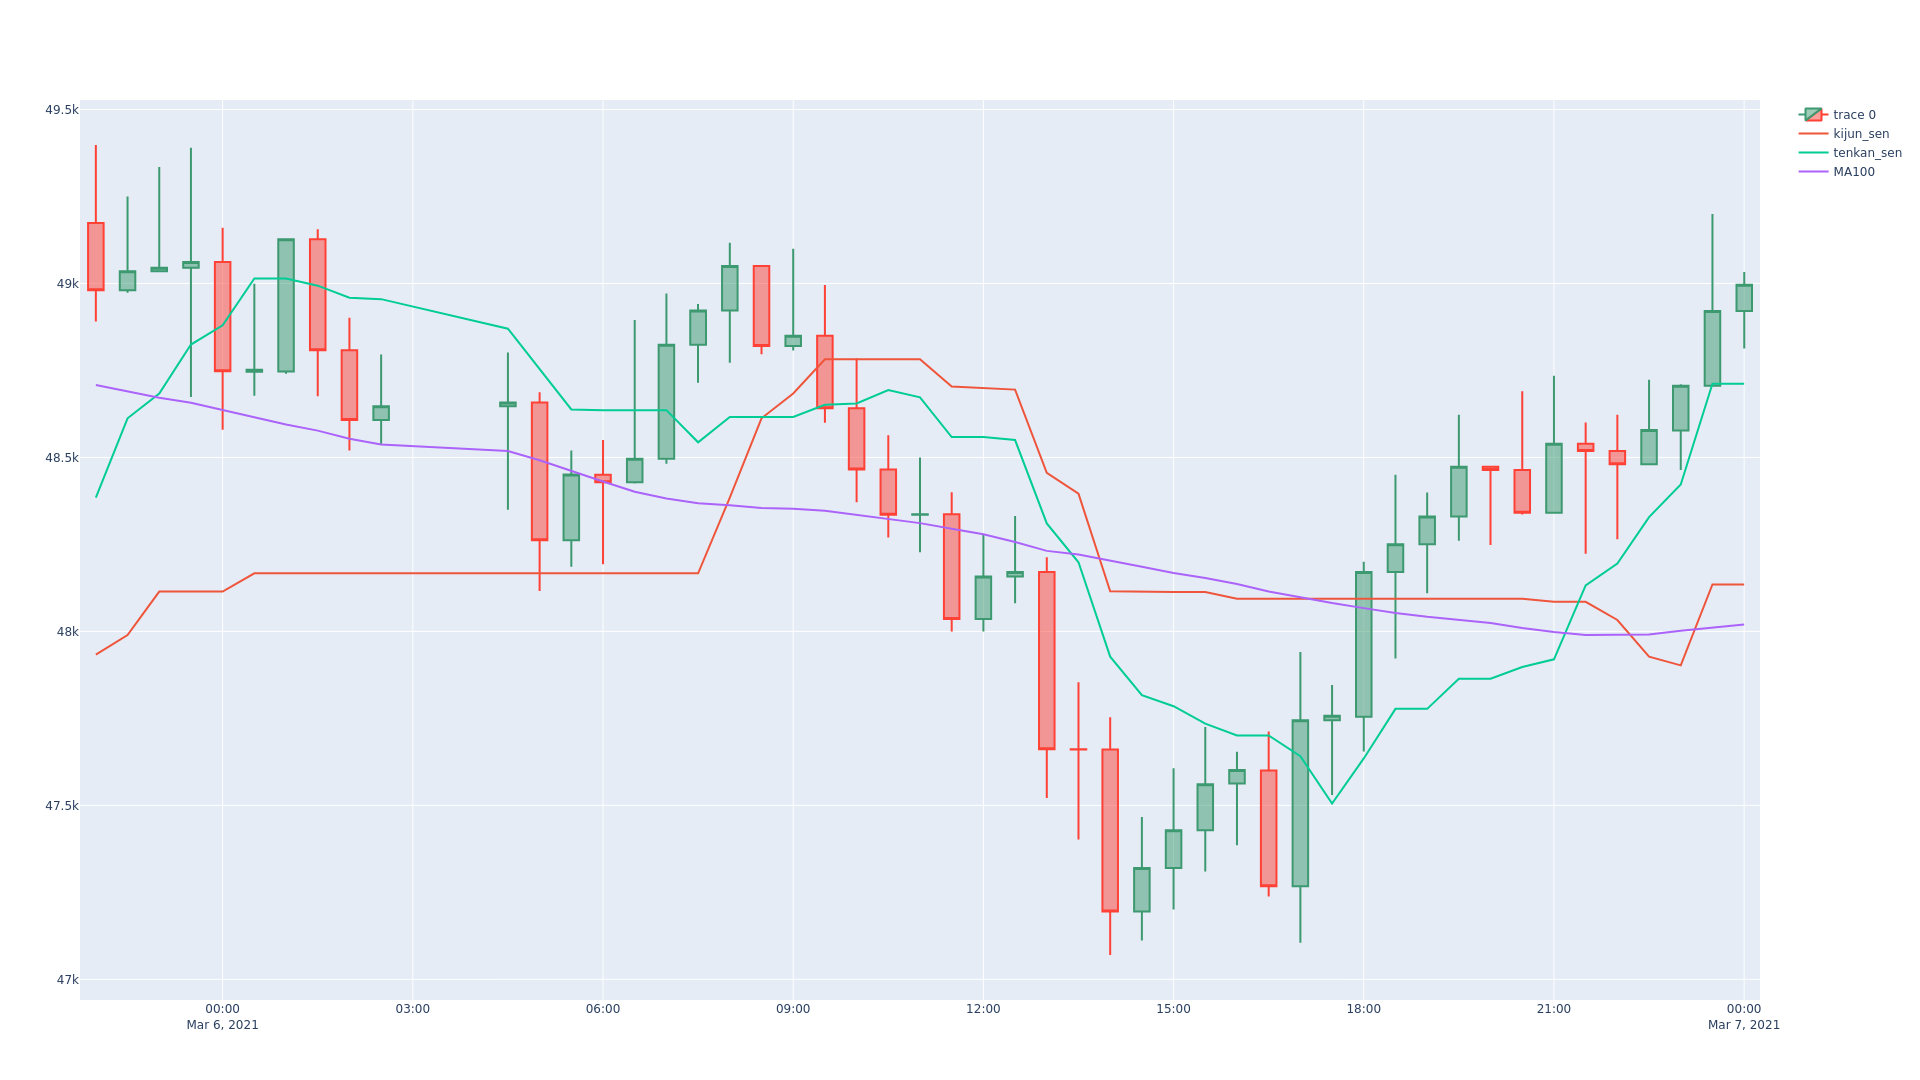 49.5k
49k
48.5k
48k
47.5k
47k
00:00
Mar 6, 2021
03:00
06:00
09:00
12:00
15:00
18:00
21:00
00:00
Mar 7, 2021
trace 0
kijun_sen
tenkan_sen
MA100